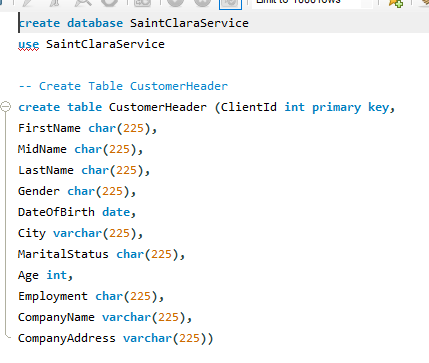 Limit to 1000 rows
create database SaintClaraService
use SaintClaraService
-- Create Table CustomerHeader
create table CustomerHeader (ClientId int primary key,
FirstName char(225),
MidName char(225),
LastName char(225),
Gender char(225),
DateOfBirth date,
City varchar(225),
MaritalStatus char(225),
Age int,
Employment char(225),
CompanyName varchar(225),
CompanyAddress varchar(225))